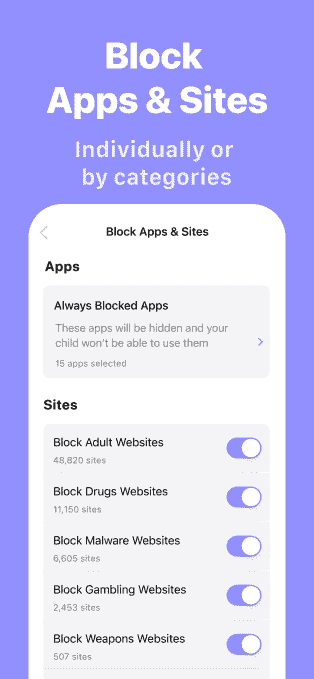 Block
Apps & Sites
Individually or
by categories
Block Apps & Sites
Apps
Always Blocked Apps
These apps will be hidden and your
child won't be able to use them
15 apps selected
Sites
Block Adult Websites
48,820 sites
Block Drugs Websites
11,150 sites
Block Malware Websites
6,605 sites
Block Gambling Websites
2,453 sites
Block Weapons Websites
507 sites